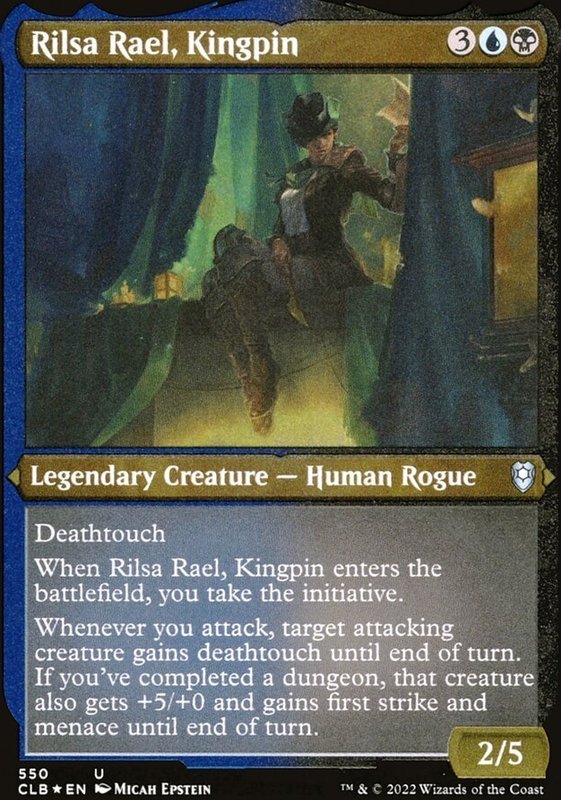 Rilsa Rael, Kingpin 3
Legendary Creature — Human Rogue
Deathtouch
When Rilsa Rael, Kingpin enters the
battlefield, you take the initiative.
Whenever you attack, target attacking
creature gains deathtouch until end of turn.
If you've completed a dungeon, that creature
also gets +5/+0 and gains first strike and
menace until end of turn.
2/5
550 U
CLB★EN Micah Epstein ™ & © 2022 Wizards of the Coast